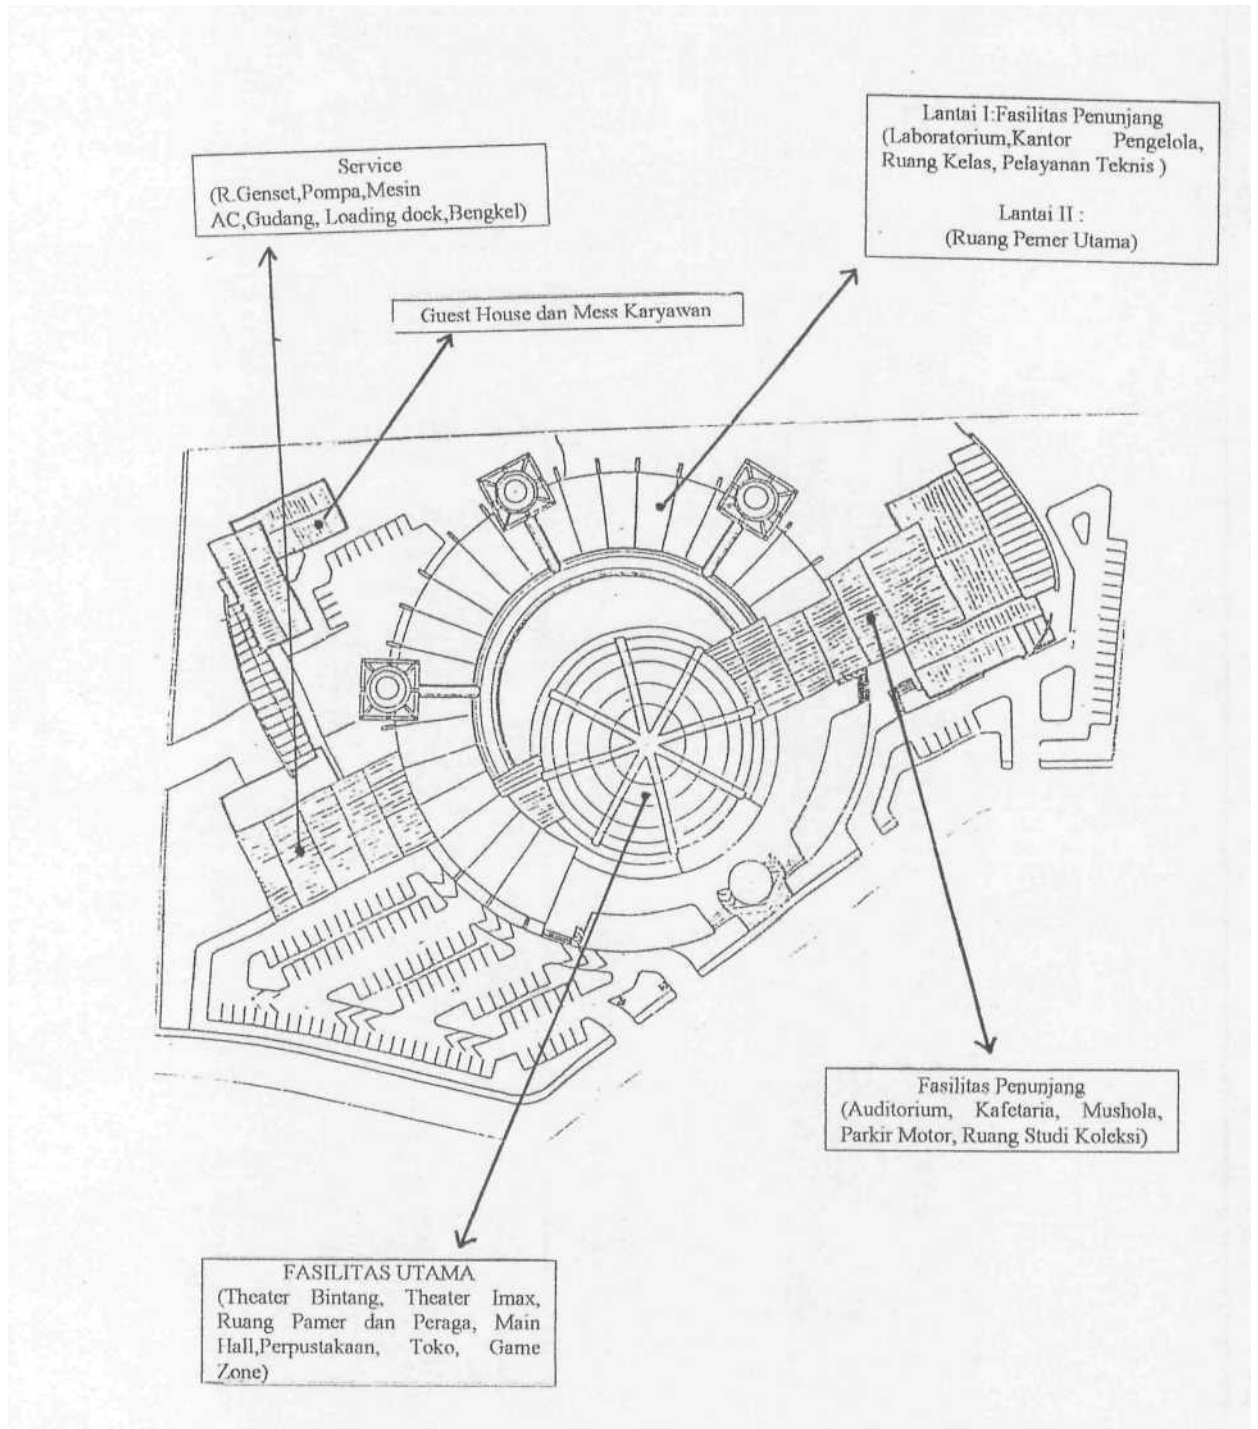 Lantai I:Fasilitas Penunjang
(Laboratorium,Kantor Pengelola,
Ruang Kelas, Pelayanan Teknis )
Lantai II :
(Ruang Pemer Utama)
Service
(R.Genset,Pompa,Mesin
AC,Gudang, Loading dock,Bengkel)
Guest House dan Mess Karyawan
Fasilitas Penunjang
(Auditorium, Kafetaria, Mushola,
Parkir Motor, Ruang Studi Koleksi)
FASILITAS UTAMA
(Theater Bintang, Theater Imax,
Ruang Pamer dan Peraga, Main
Hall,Perpustakaan, Toko, Game
Zone)